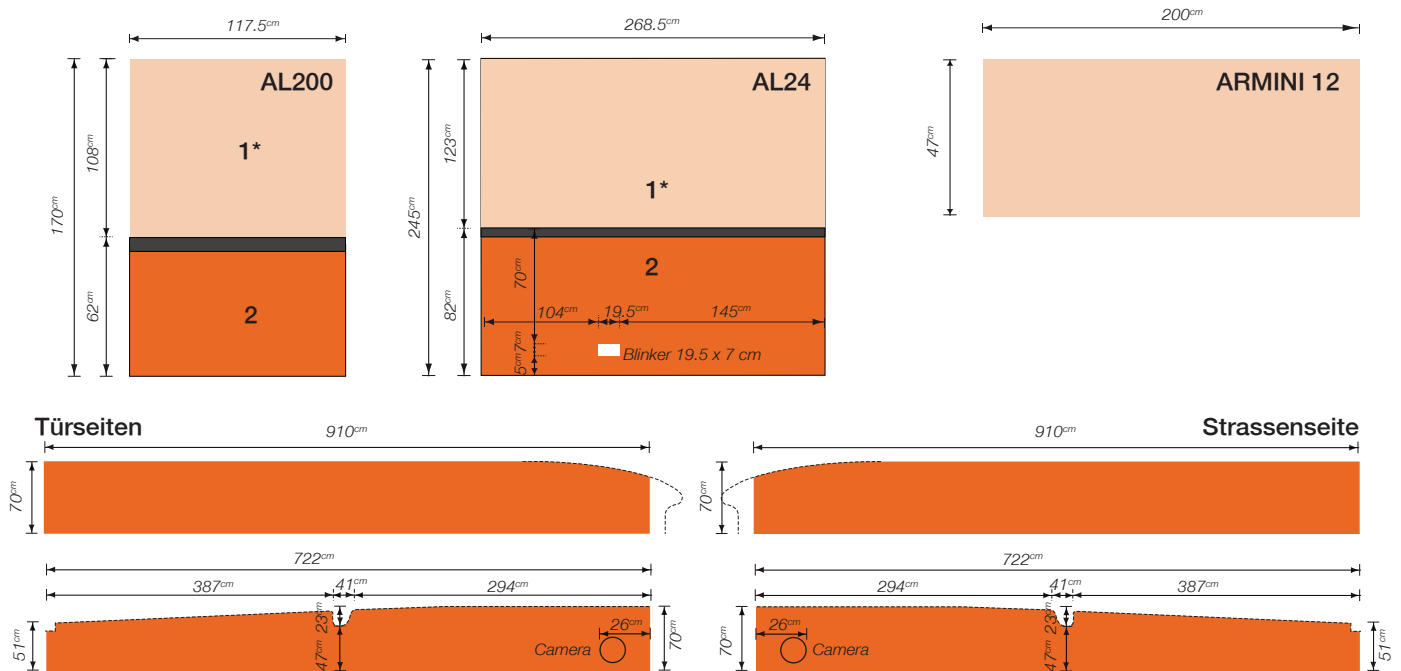 117.5cm
268.5cm
200cm
AL200
AL24
ARMINI 12
1*
1*
108cm
170cm
62cm
2
123cm
245cm
82cm
47cm
2
70cm
104cm
19.5cm
145cm
7cm
5cm
Blinker 19.5 x 7 cm
Türseiten
910cm
910cm
Strassenseite
70cm
70cm
722cm
722cm
387cm
41cm
294cm
294cm
41cm
387cm
51cm
23cm
47cm
26cm
Camera
70cm
70cm
26cm
Camera
23cm
47cm
51cm